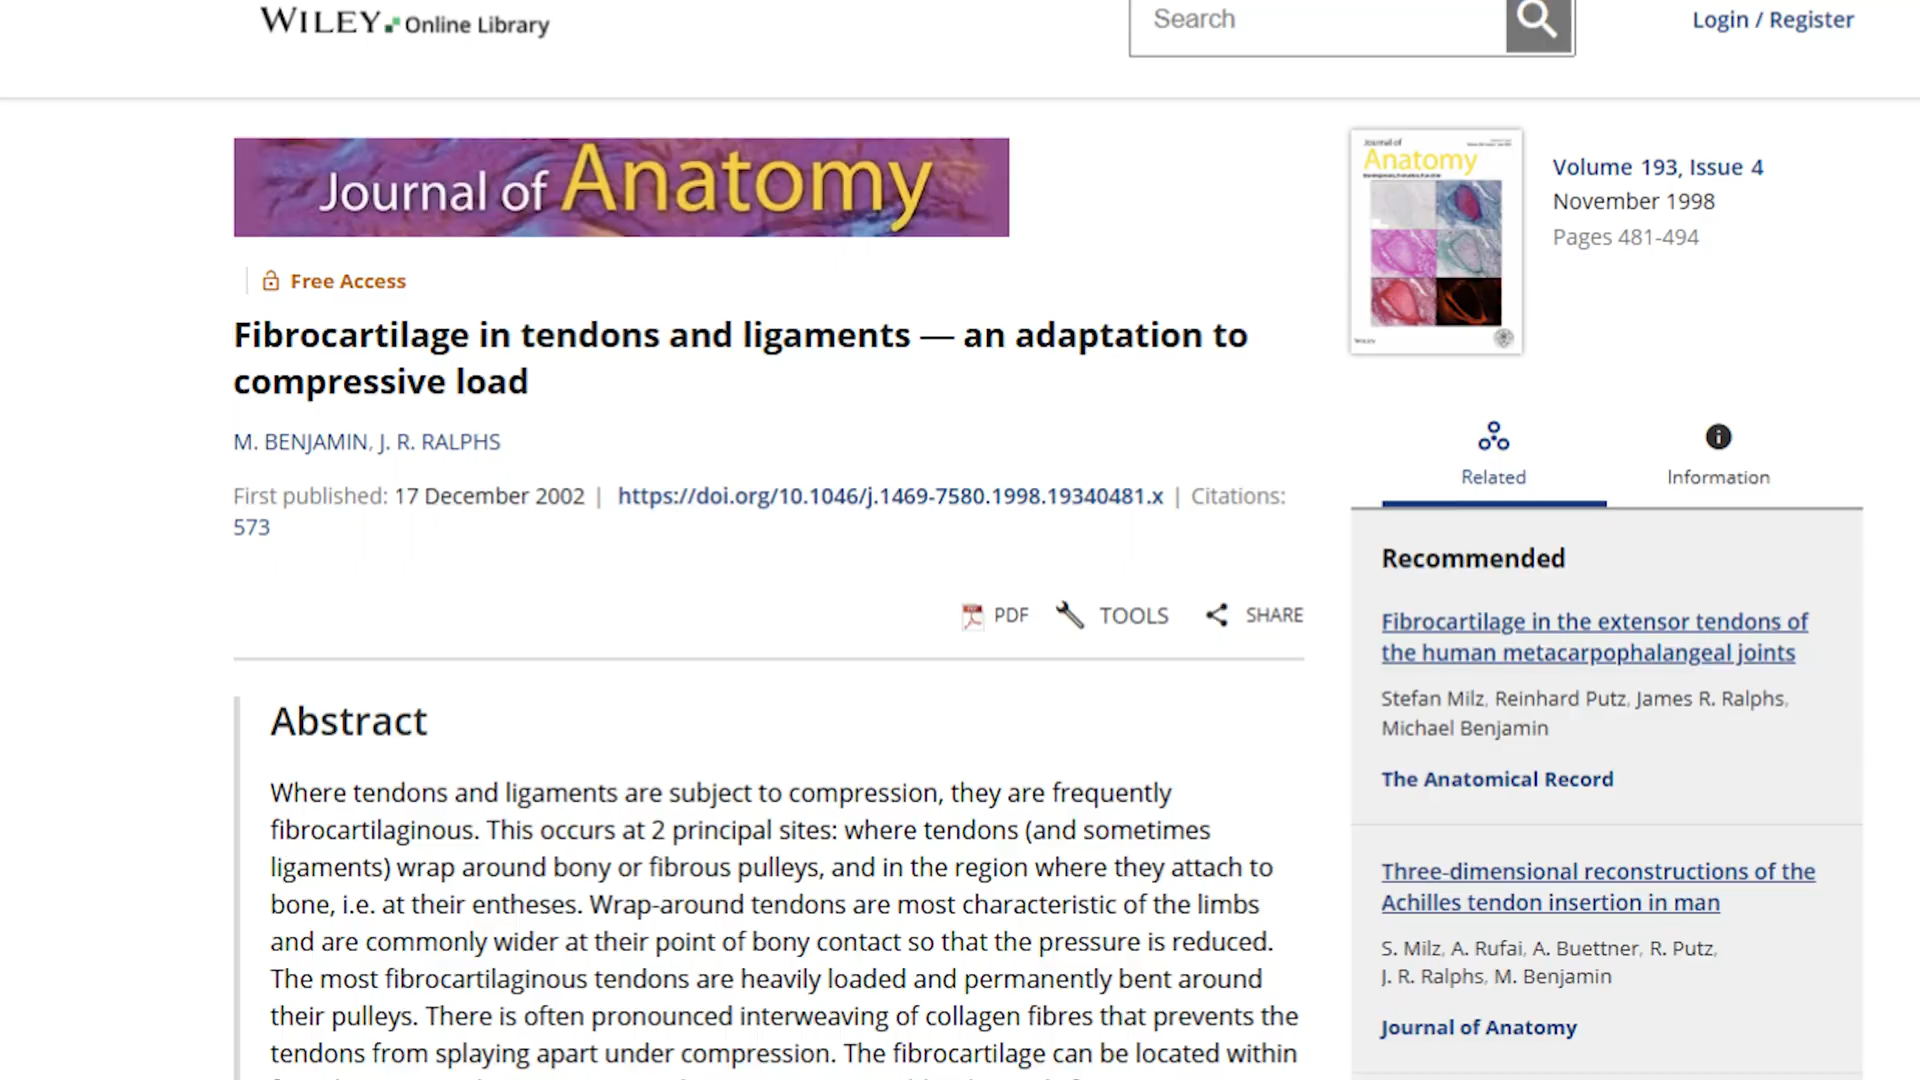 WILEY Online Library
Search
Login / Register
Journal of Anatomy
Free Access
Fibrocartilage in tendons and ligaments — an adaptation to
compressive load
M. BENJAMIN, J. R. RALPHS
First published: 17 December 2002 | https://doi.org/10.1046/j.1469-7580.1998.19340481.x | Citations:
573
PDF TOOLS SHARE
Abstract
Where tendons and ligaments are subject to compression, they are frequently
fibrocartilaginous. This occurs at 2 principal sites: where tendons (and sometimes
ligaments) wrap around bony or fibrous pulleys, and in the region where they attach to
bone, i.e. at their entheses. Wrap-around tendons are most characteristic of the limbs
and are commonly wider at their point of bony contact so that the pressure is reduced.
The most fibrocartilaginous tendons are heavily loaded and permanently bent around
their pulleys. There is often pronounced interweaving of collagen fibres that prevents the
tendons from splaying apart under compression. The fibrocartilage can be located within
Journal of
Anatomy
WILEY
Volume 193, Issue 4
November 1998
Pages 481-494
Related
Information
Recommended
Fibrocartilage in the extensor tendons of
the human metacarpophalangeal joints
Stefan Milz, Reinhard Putz, James R. Ralphs,
Michael Benjamin
The Anatomical Record
Three-dimensional reconstructions of the
Achilles tendon insertion in man
S. Milz, A. Rufai, A. Buettner, R. Putz,
J. R. Ralphs, M. Benjamin
Journal of Anatomy